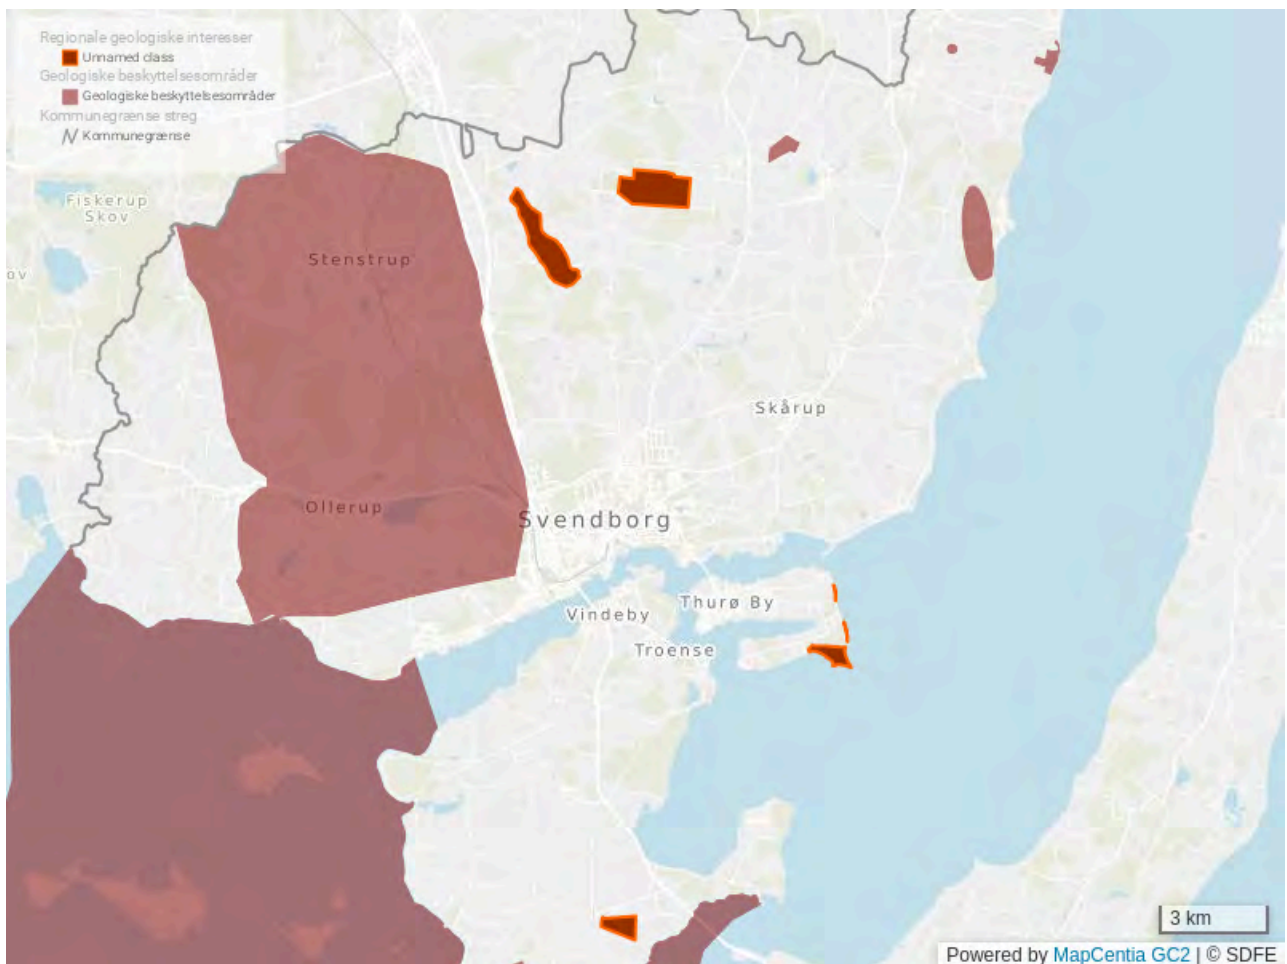 Regionale geologiske interesser
Unnamed class
Geologiske beskyttelsesområder
Geologiske beskyttelsesområder
Kommunegrænse streg
Kommunegrænse
Fiskerup
Skov
ov
Stenstrup
Skårup
Ollerup
Svendborg
Vindeby
Thurø By
Troense
3 km
Powered by MapCentia GC2 | © SDFE